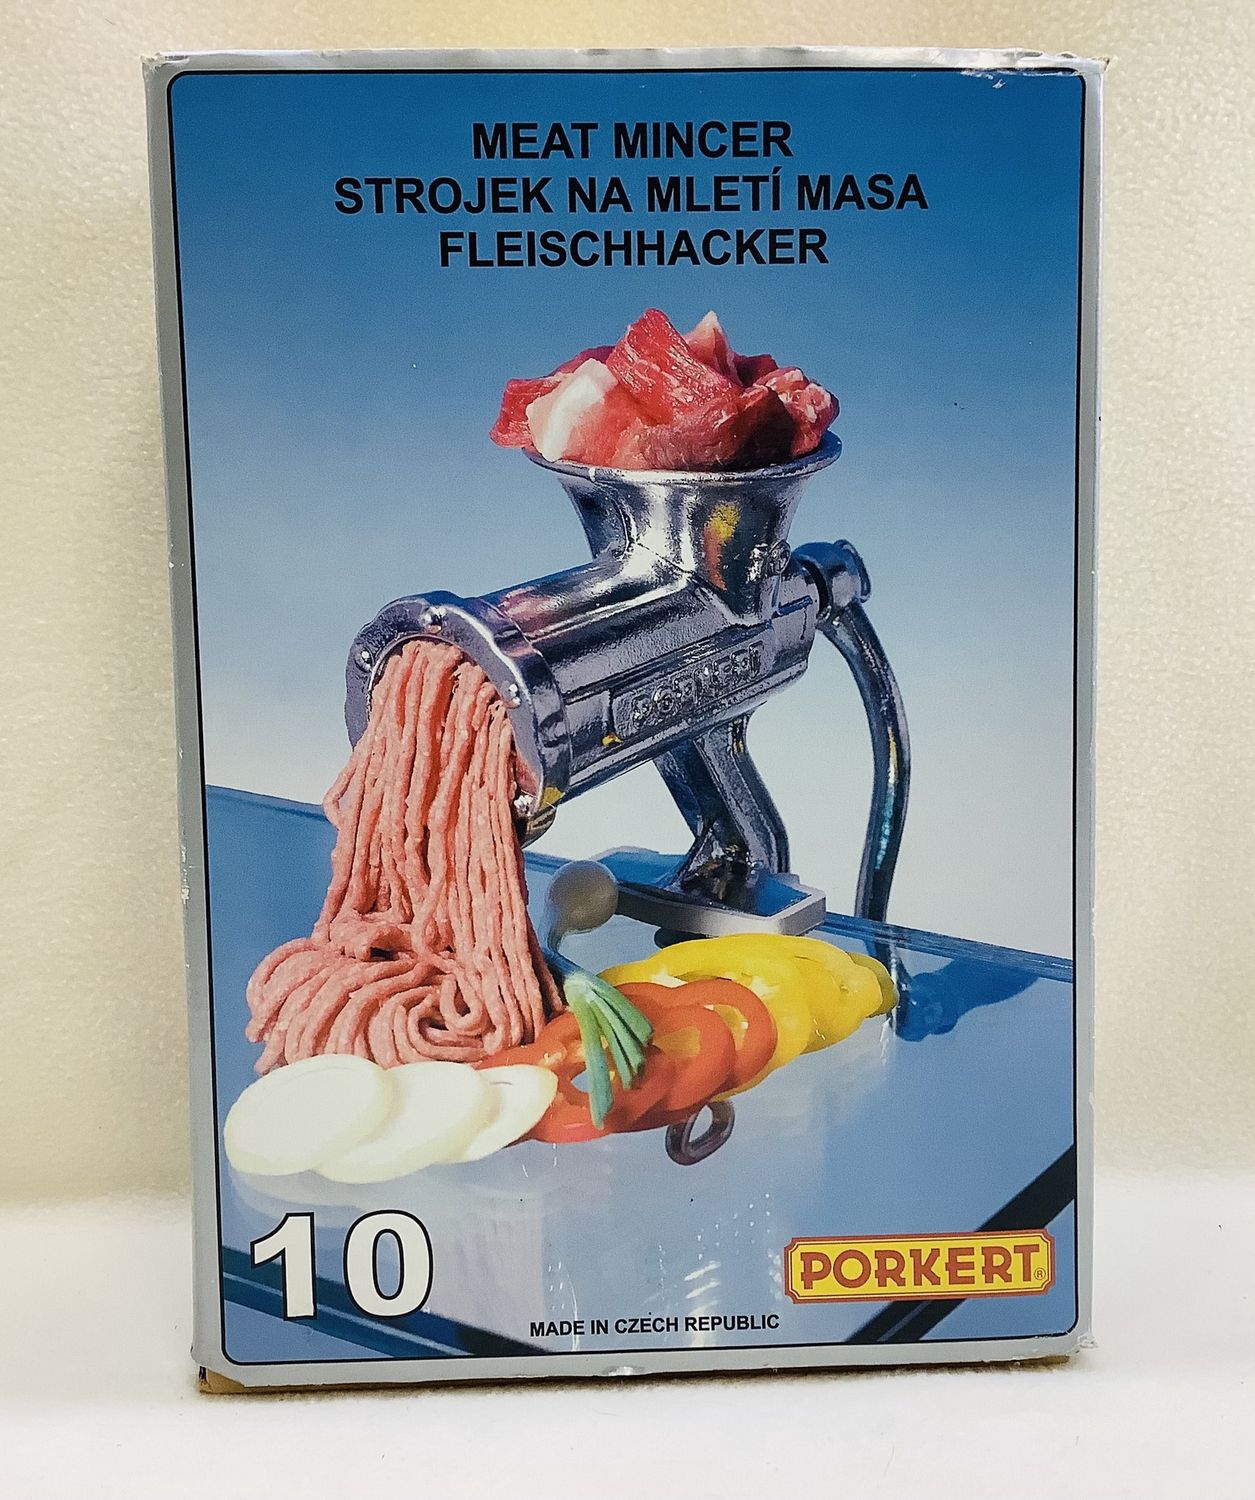 MEAT MINCER
STROJEK NA MLETÍ MASA
FLEISCHHACKER
PORKERT
10
PORKERT®
MADE IN CZECH REPUBLIC